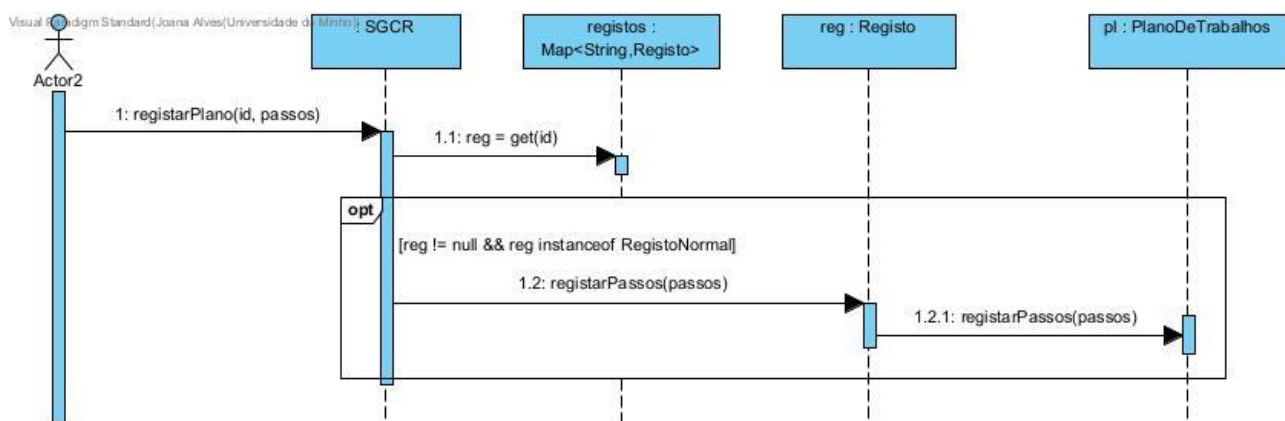 Visual Paradigm Standard(Joana Alves(Universidade do Minho))
: SGCR
registos :
Map<String,Registo>
reg : Registo
pl : PlanoDeTrabalhos
Actor2
1: registarPlano(id, passos)
1.1: reg = get(id)
opt
[reg != null && reg instanceof RegistoNormal]
1.2: registarPassos(passos)
1.2.1: registarPassos(passos)